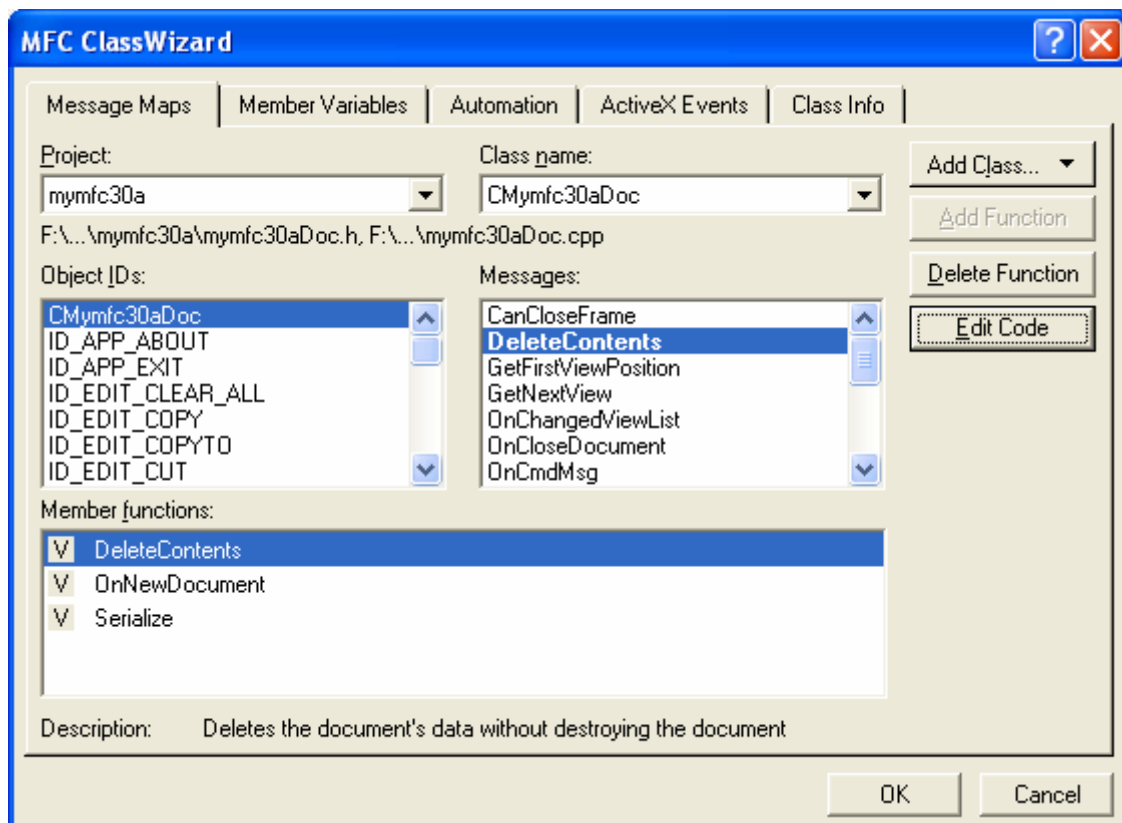 MFC ClassWizard
Message Maps Member Variables Automation ActiveX Events Class Info
Project: Class name:
mymfc30a CMymfc30aDoc Add Class...
Add Function
F:\...\mymfc30a\mymfc30aDoc.h, F:\...\mymfc30aDoc.cpp
Object IDs: Messages: Delete Function
CMymfc30aDoc CanCloseFrame Edit Code
ID_APP_ABOUT DeleteContents
ID_APP_EXIT GetFirstViewPosition
ID_EDIT_CLEAR_ALL GetNextView
ID_EDIT_COPY OnChangedViewList
ID_EDIT_COPYTO OnCloseDocument
ID_EDIT_CUT OnCmdMsg
Member functions:
V DeleteContents
V OnNewDocument
V Serialize
Description: Deletes the document's data without destroying the document
OK Cancel